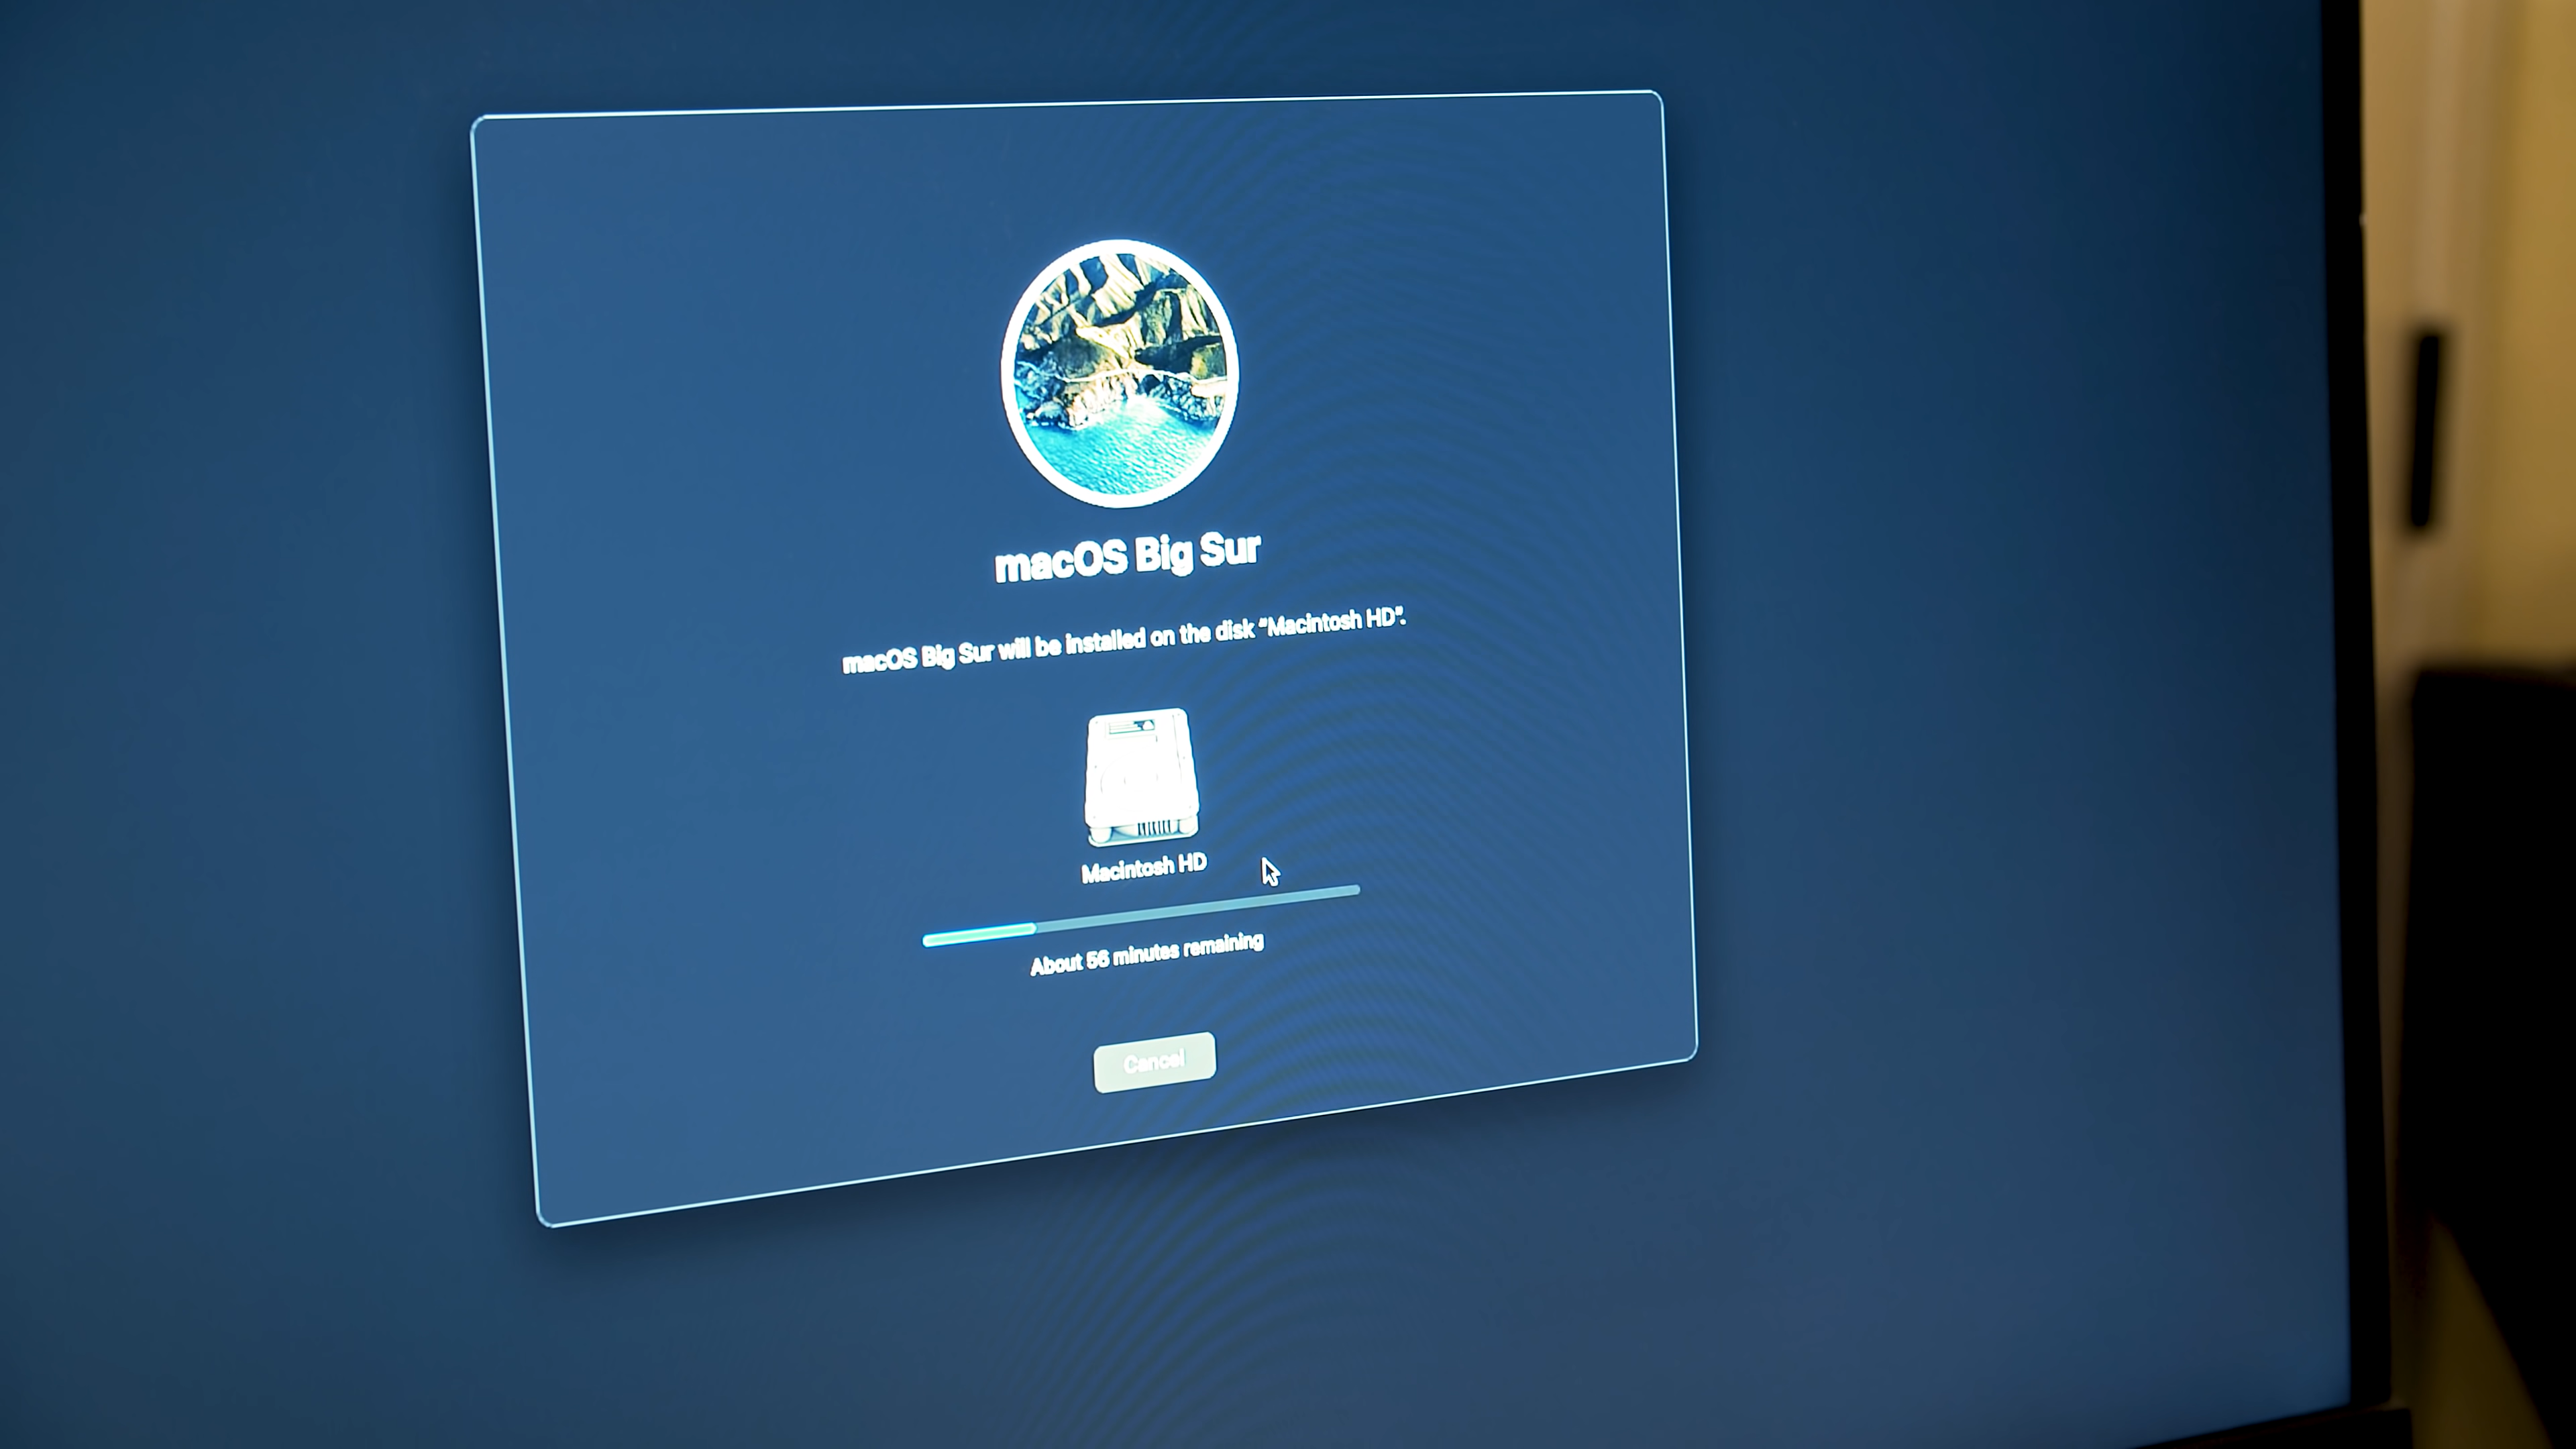 macOS Big Sur
macOS Big Sur will be installed on the disk “Macintosh HD”.
Macintosh HD
About 56 minutes remaining
Cancel